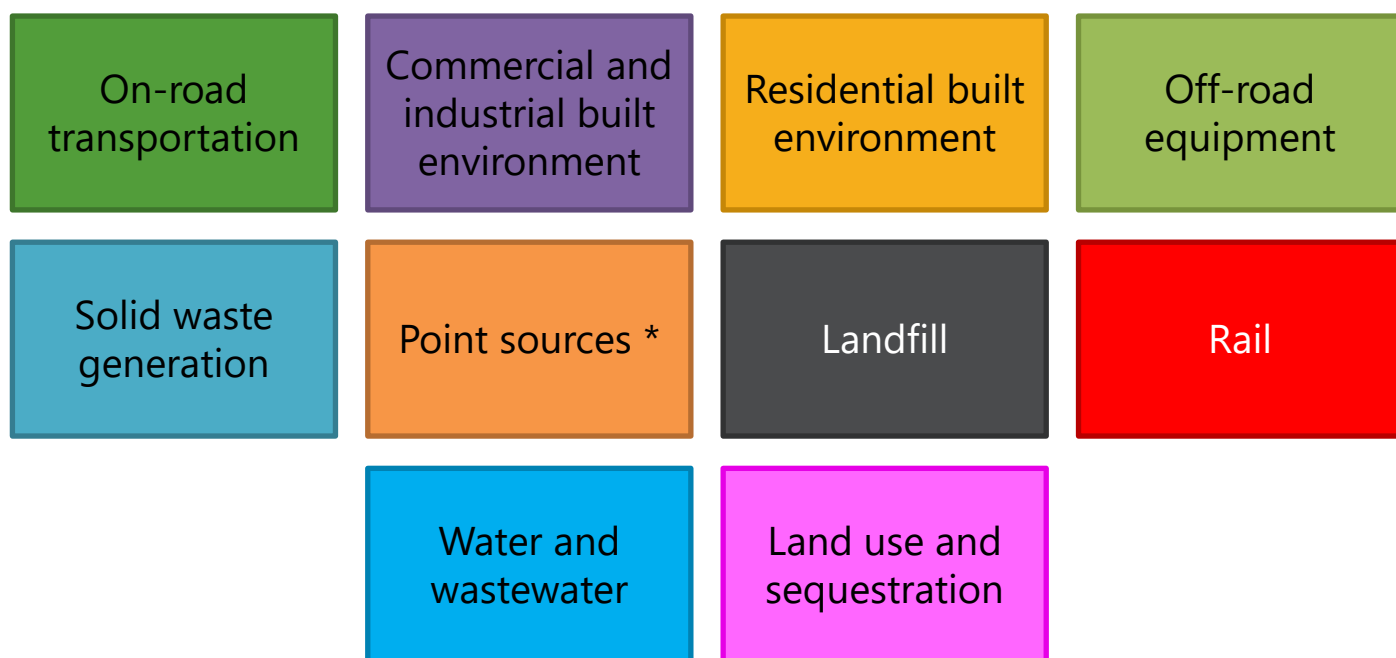 On-road
transportation
Commercial and
industrial built
environment
Residential built
environment
Off-road
equipment
Solid waste
generation
Point sources *
Landfill
Rail
Water and
wastewater
Land use and
sequestration